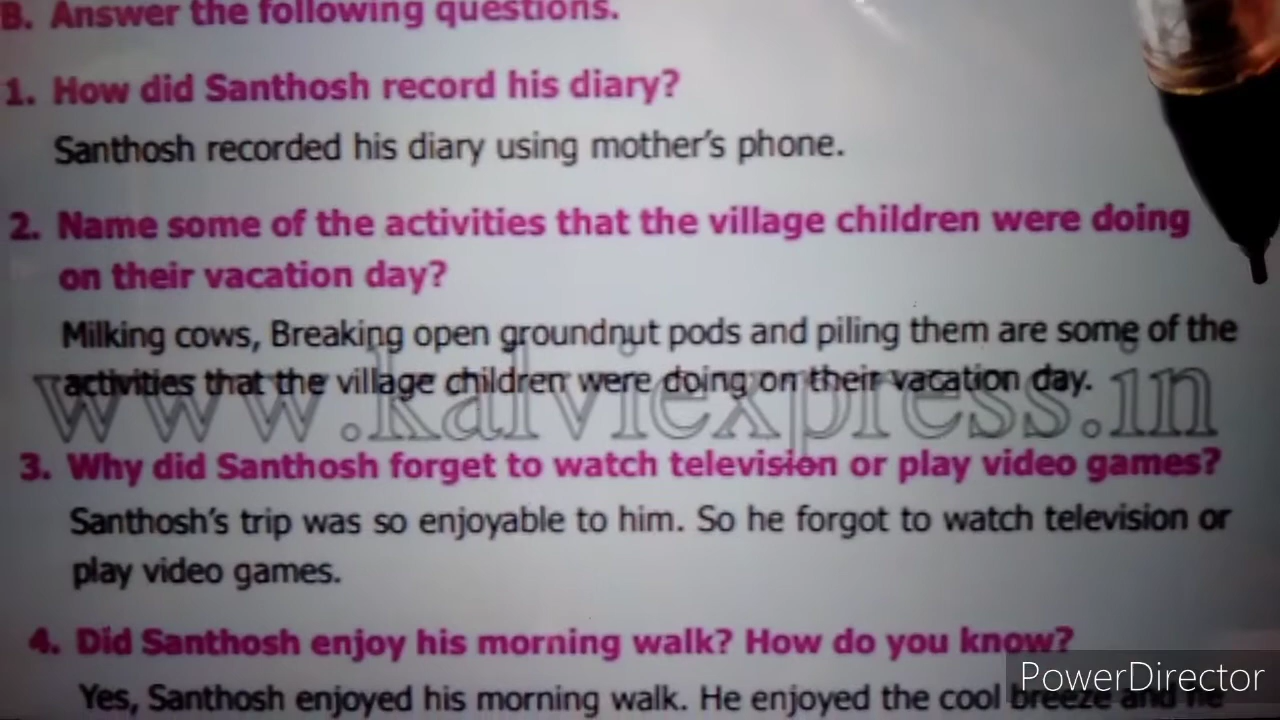 B. Answer the following questions.
1. How did Santhosh record his diary?
Santhosh recorded his diary using mother's phone.
2. Name some of the activities that the village children were doing
on their vacation day?
Milking cows, Breaking open groundnut pods and piling them are some of the
activities that the village children were doing on their vacation day.
www.kalviexpress.in
3. Why did Santhosh forget to watch television or play video games?
Santhosh's trip was so enjoyable to him. So he forgot to watch television or
play video games.
4. Did Santhosh enjoy his morning walk? How do you know?
Yes, Santhosh enjoyed his morning walk. He enjoyed the cool breeze and he
PowerDirector